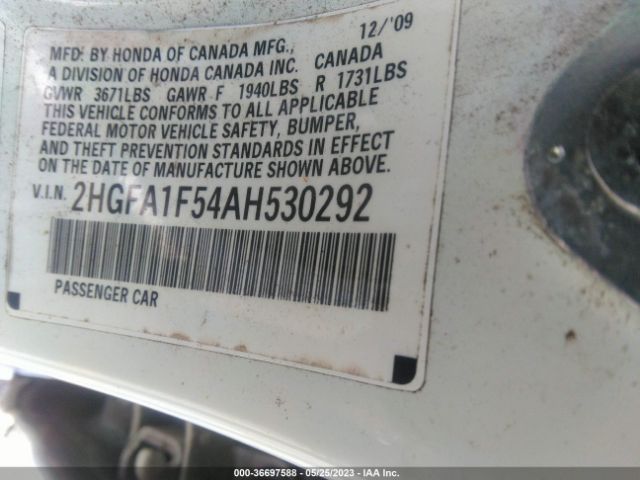 12/'09
MFD. BY HONDA OF CANADA MFG.,
A DIVISION OF HONDA CANADA INC. CANADA
GVWR 3671LBS GAWR F 1940LBS R 1731LBS
THIS VEHICLE CONFORMS TO ALL APPLICABLE
FEDERAL MOTOR VEHICLE SAFETY, BUMPER,
AND THEFT PREVENTION STANDARDS IN EFFECT
ON THE DATE OF MANUFACTURE SHOWN ABOVE.
V.I.N. 2HGFA1F54AH530292
PASSENGER CAR
000-36697588 - 05/25/2023 - IAA Inc.